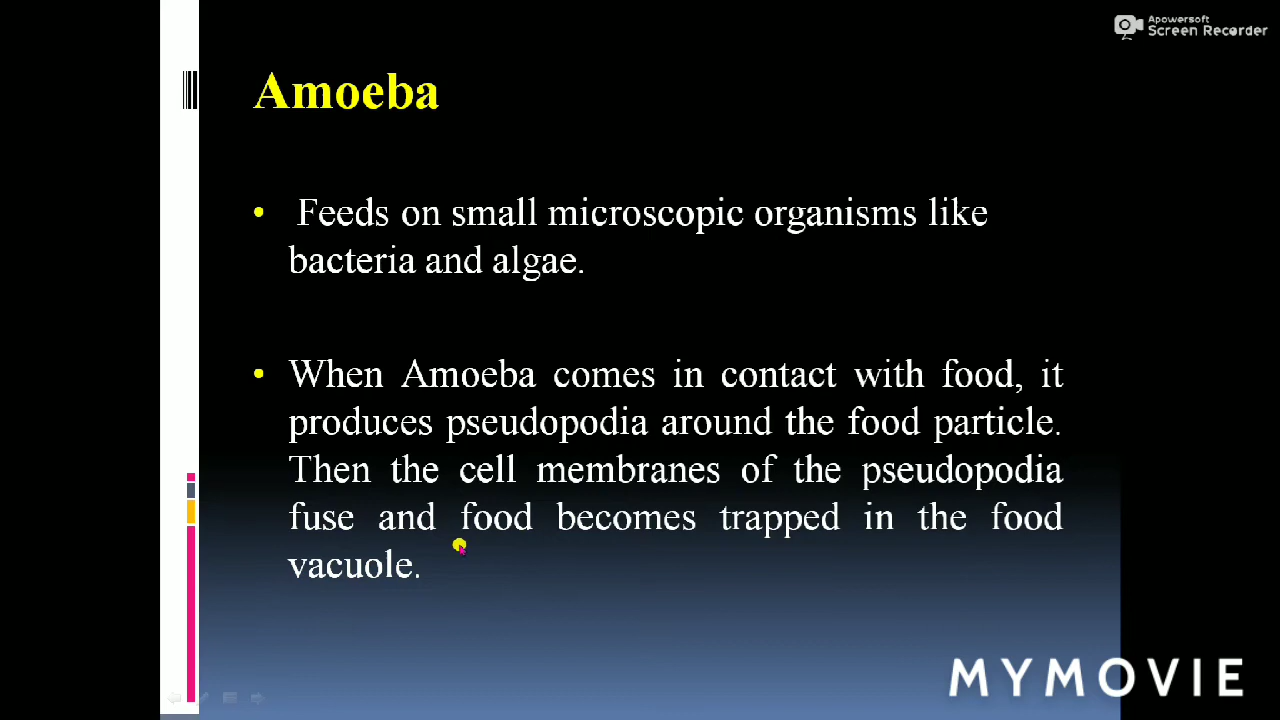 Apowersoft
Screen Recorder
Amoeba
• Feeds on small microscopic organisms like
bacteria and algae.
• When Amoeba comes in contact with food, it
produces pseudopodia around the food particle.
Then the cell membranes of the pseudopodia
fuse and food becomes trapped in the food
vacuole.
MYMOVIE